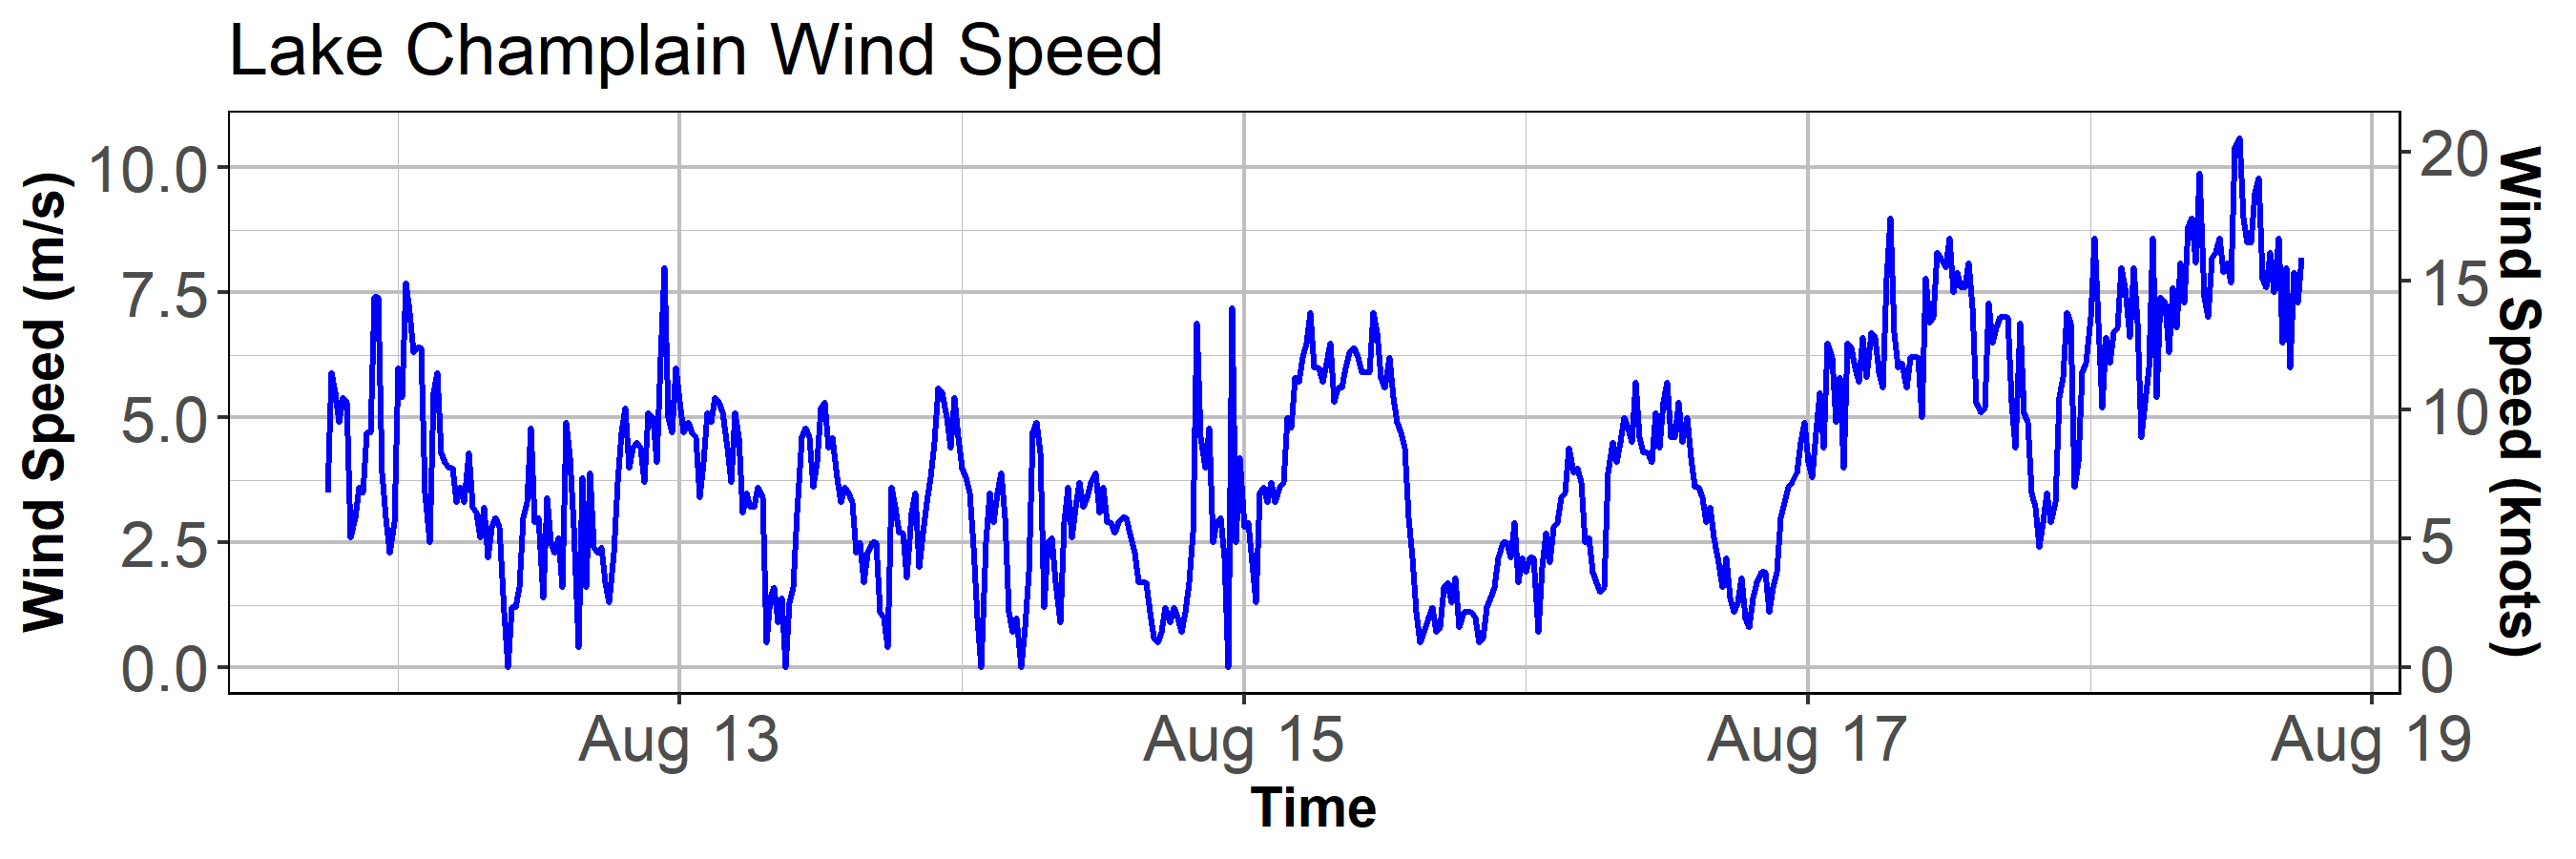 Lake Champlain Wind Speed
Wind Speed (m/s)
10.0
7.5
5.0
2.5
0.0
20
15
10
5
0
Wind Speed (knots)
Aug 13
Aug 15
Aug 17
Aug 19
Time